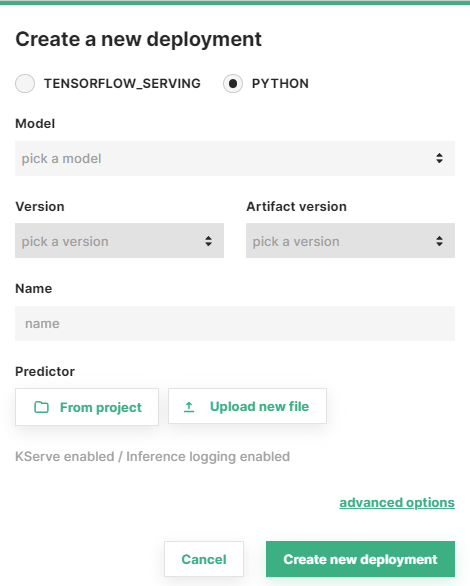 Create a new deployment
TENSORFLOW_SERVING PYTHON
Model
pick a model
Version Artifact version
pick a version pick a version
Name
name
Predictor
From project Upload new file
KServe enabled / Inference logging enabled
advanced options
Cancel Create new deployment